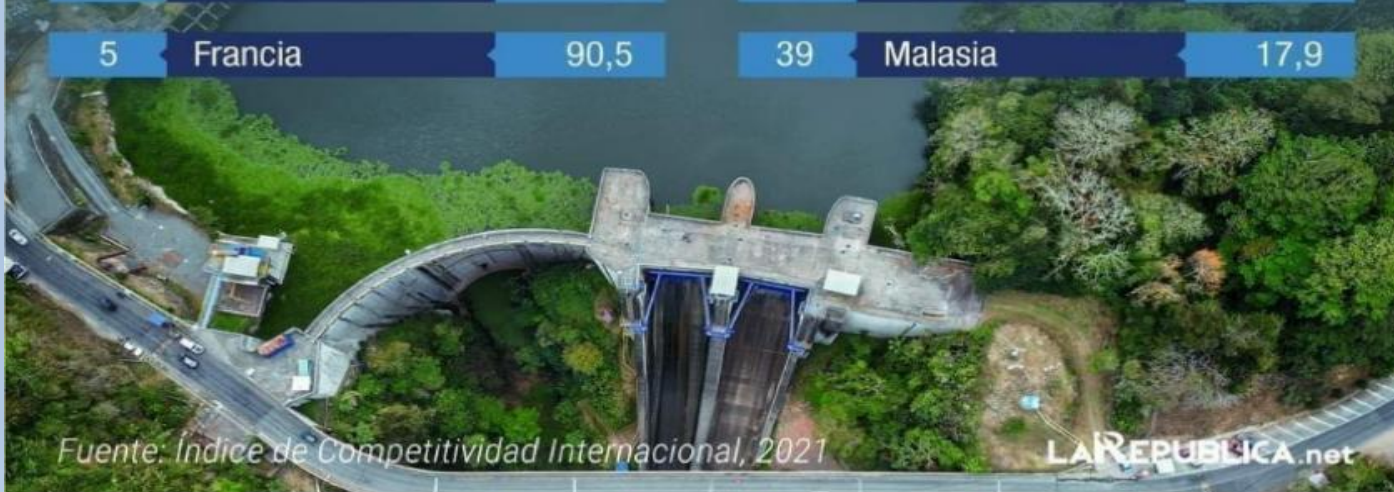 5 Francia 90,5
39 Malasia 17,9
Fuente: Índice de Competitividad Internacional, 2021
LAREPUBLICA.net